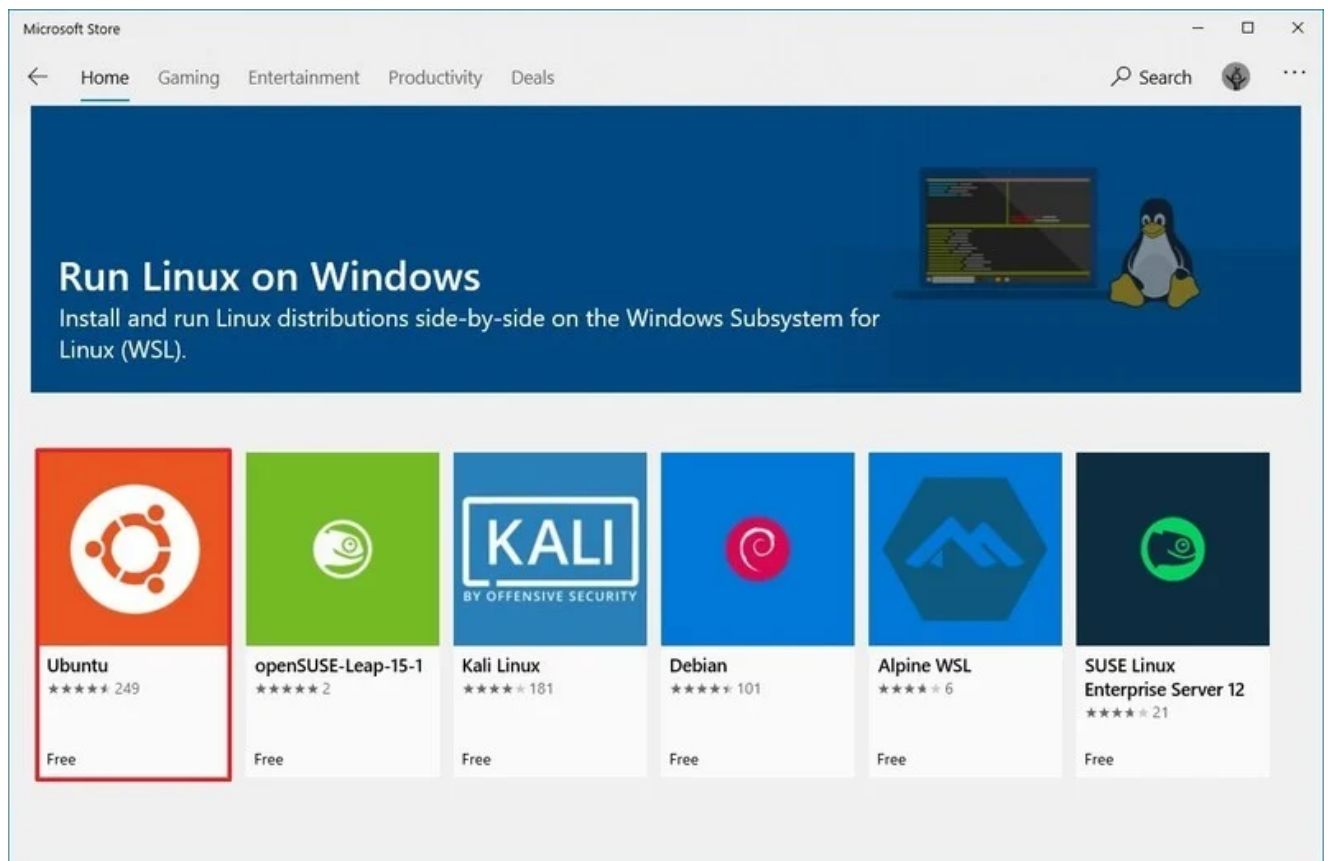 Microsoft Store
Home Gaming Entertainment Productivity Deals Search
Run Linux on Windows
Install and run Linux distributions side-by-side on the Windows Subsystem for
Linux (WSL).
KALI
BY OFFENSIVE SECURITY
Ubuntu
249
Free
openSUSE-Leap-15-1
2
Free
Kali Linux
181
Free
Debian
101
Free
Alpine WSL
6
Free
SUSE Linux
Enterprise Server 12
21
Free